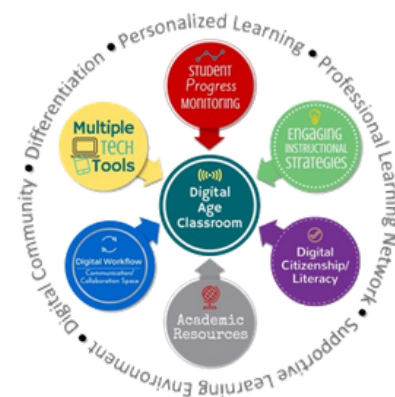 Personalized Learning • Professional Learning Network • Supportive Learning Environment • Digital Community • Differentiation •
STUDENT
Progress
MONITORING
Multiple
TECH
Tools
ENGAGING
INSTRUCTIONAL
STRATEGIES
Digital
Age
Classroom
Digital Workflow
Communication/
Collaboration Space
Digital
Citizenship/
Literacy
Academic
Resources